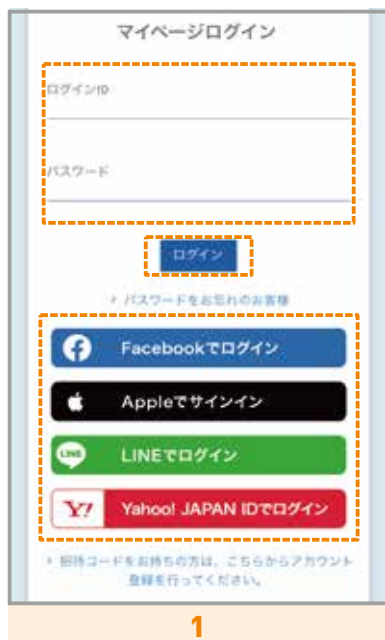 マイページログイン
ログインID
パスワード
ログイン
パスワードをお忘れのお客様
Facebookでログイン
Appleでサインイン
LINE
LINEでログイン
Y!
Yahoo! JAPAN IDでログイン
招待コードをお持ちの方は、こちらからアカウント
登録を行ってください。
1